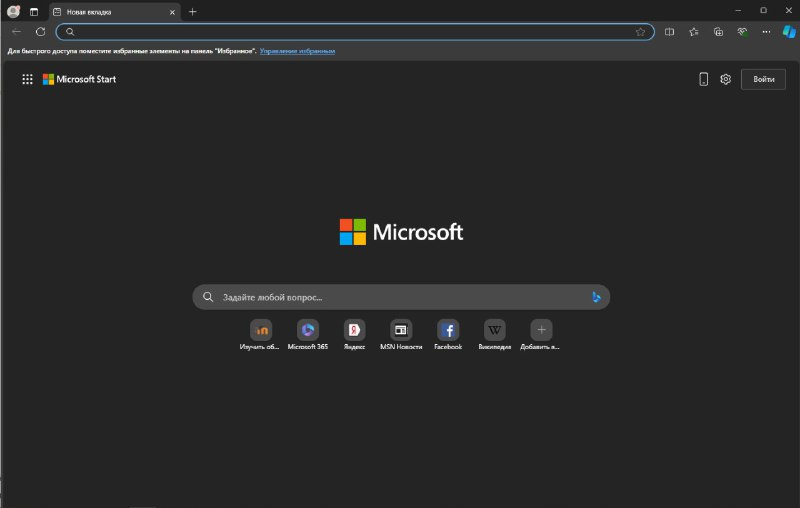 Новая вкладка
Для быстрого доступа поместите избранные элементы на панель "Избранное". Управление избранным
Microsoft Start
Войти
Microsoft
Задайте любой вопрос...
Изучить об...
Microsoft 365
Яндекс
MSN Новости
Facebook
Википедия
Добавить в...